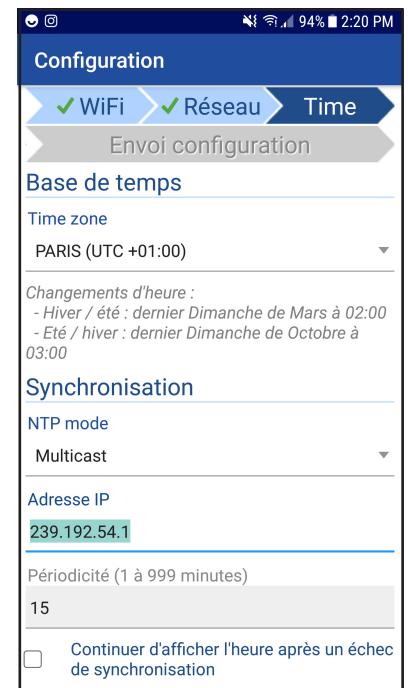 94% 2:20 PM
Configuration
WiFi Réseau Time
Envoi configuration
Base de temps
Time zone
PARIS (UTC +01:00)
Changements d'heure :
- Hiver / été : dernier Dimanche de Mars à 02:00
- Eté / hiver : dernier Dimanche de Octobre à
03:00
Synchronisation
NTP mode
Multicast
Adresse IP
239.192.54.1
Périodicité (1 à 999 minutes)
15
Continuer d'afficher l'heure après un échec
de synchronisation